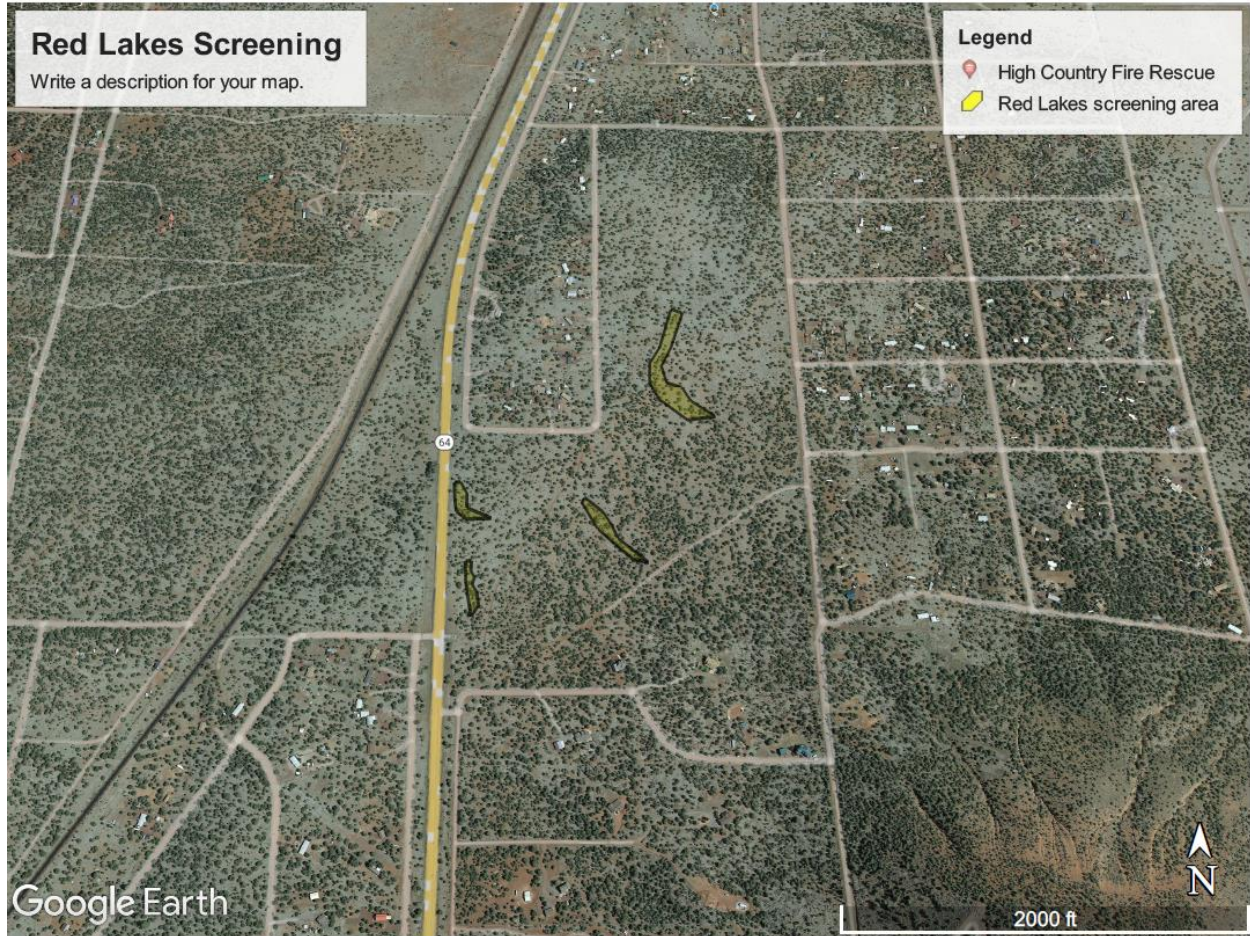 Red Lakes Screening
Write a description for your map.
Legend
High Country Fire Rescue
Red Lakes screening area
64
N
Google Earth
2000 ft